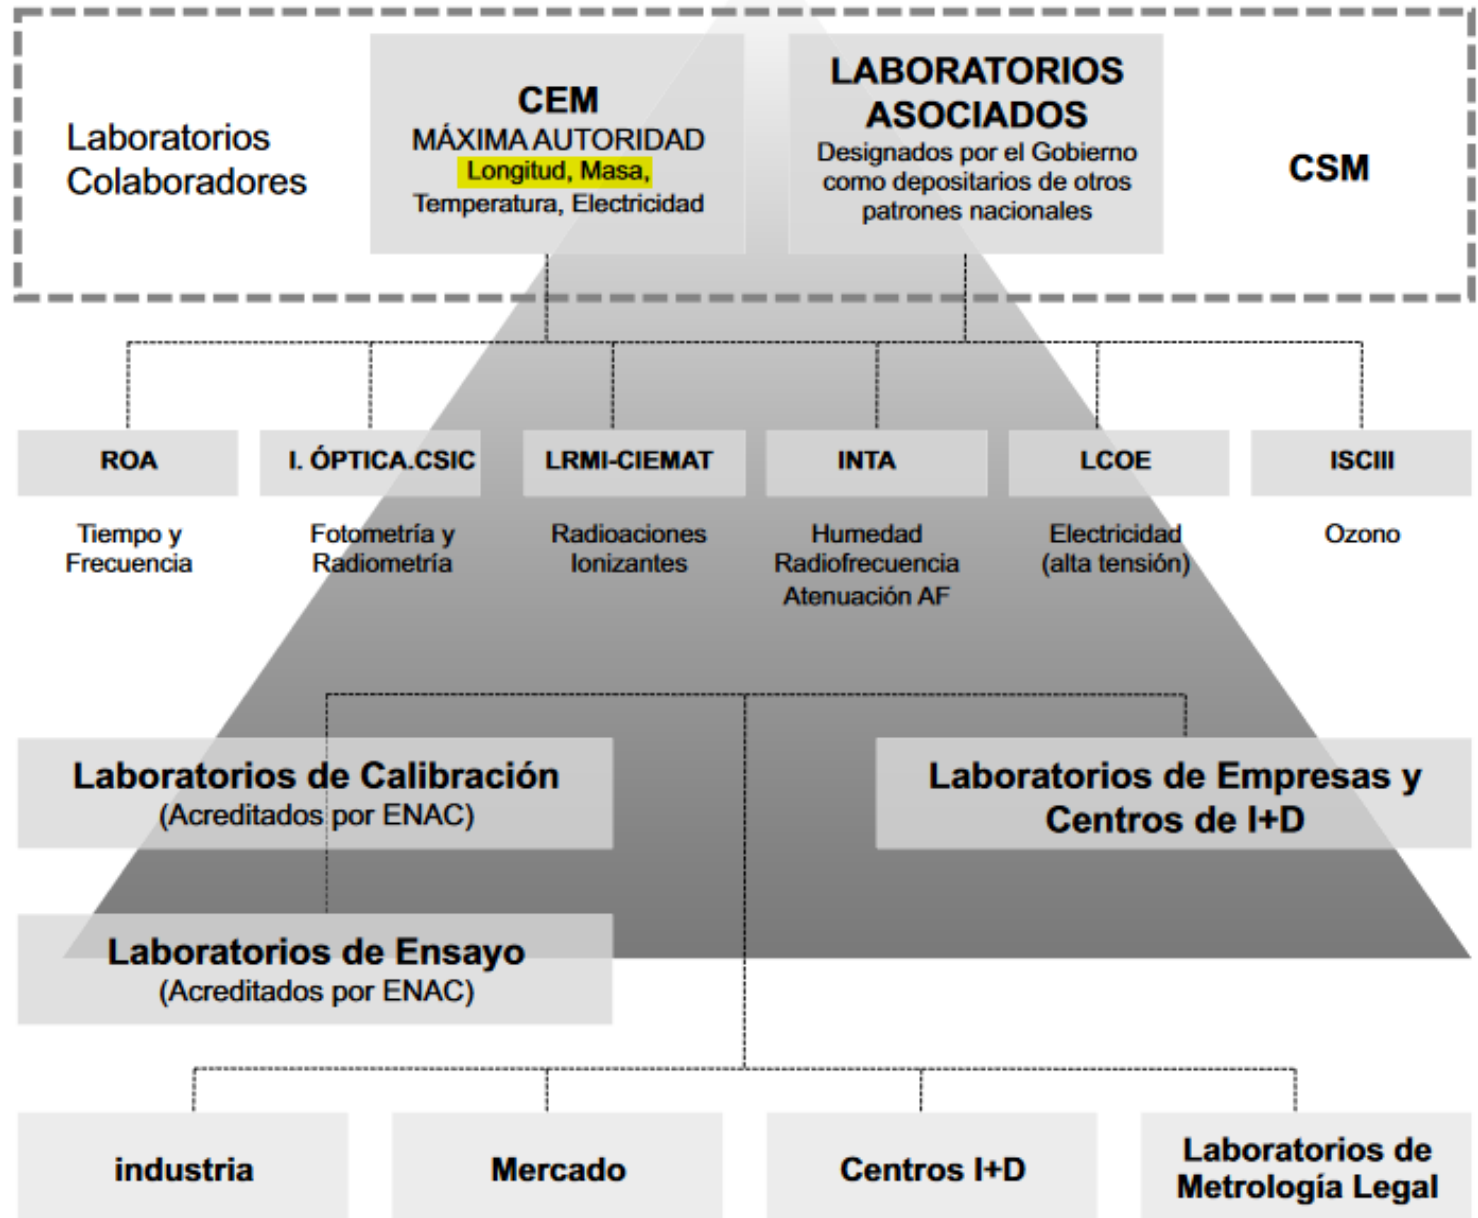 Laboratorios
Colaboradores
CEM
MÁXIMA AUTORIDAD
Longitud, Masa,
Temperatura, Electricidad
LABORATORIOS
ASOCIADOS
Designados por el Gobierno
como depositarios de otros
patrones nacionales
CSM
ROA
Tiempo y
Frecuencia
I. ÓPTICA.CSIC
Fotometría y
Radiometría
LRMI-CIEMAT
Radioaciones
Ionizantes
INTA
Humedad
Radiofrecuencia
Atenuación AF
LCOE
Electricidad
(alta tensión)
ISCIII
Ozono
Laboratorios de Calibración
(Acreditados por ENAC)
Laboratorios de Empresas y
Centros de I+D
Laboratorios de Ensayo
(Acreditados por ENAC)
industria
Mercado
Centros I+D
Laboratorios de
Metrología Legal